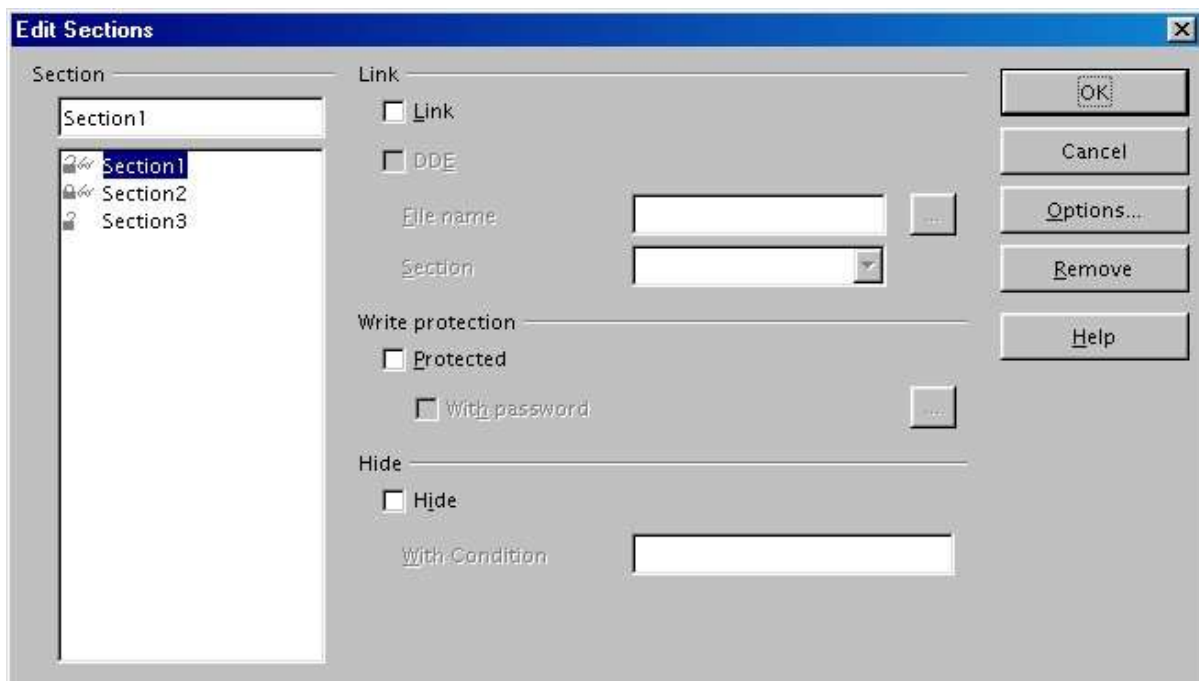 Edit Sections
Section
Section1
Section1
Section2
Section3
Link
Link
DDE
File name
...
Section
Write protection
Protected
With password
...
Hide
Hide
With Condition
OK
Cancel
Options...
Remove
Help